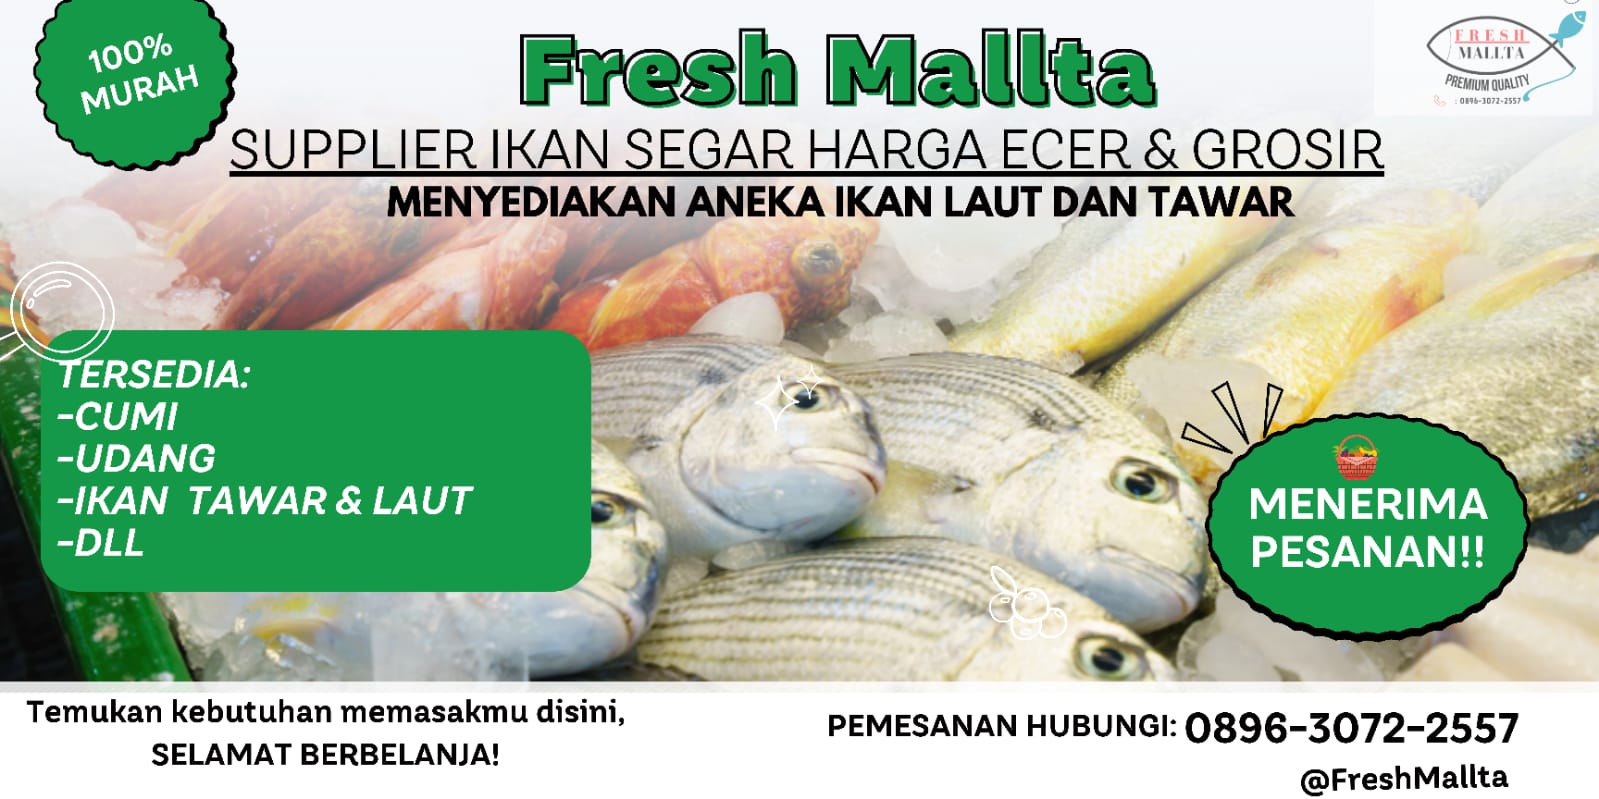 100%
MURAH
Fresh Mallta
FRESH
MALLTA
PREMIUM QUALITY
: 0896-3072-2557
SUPPLIER IKAN SEGAR HARGA ECER & GROSIR
MENYEDIAKAN ANEKA IKAN LAUT DAN TAWAR
TERSEDIA:
-CUMI
-UDANG
-IKAN TAWAR & LAUT
-DLL
MENERIMA
PESANAN!!
Temukan kebutuhan memasakmu disini,
SELAMAT BERBELANJA!
PEMESANAN HUBUNGI: 0896-3072-2557
@FreshMallta